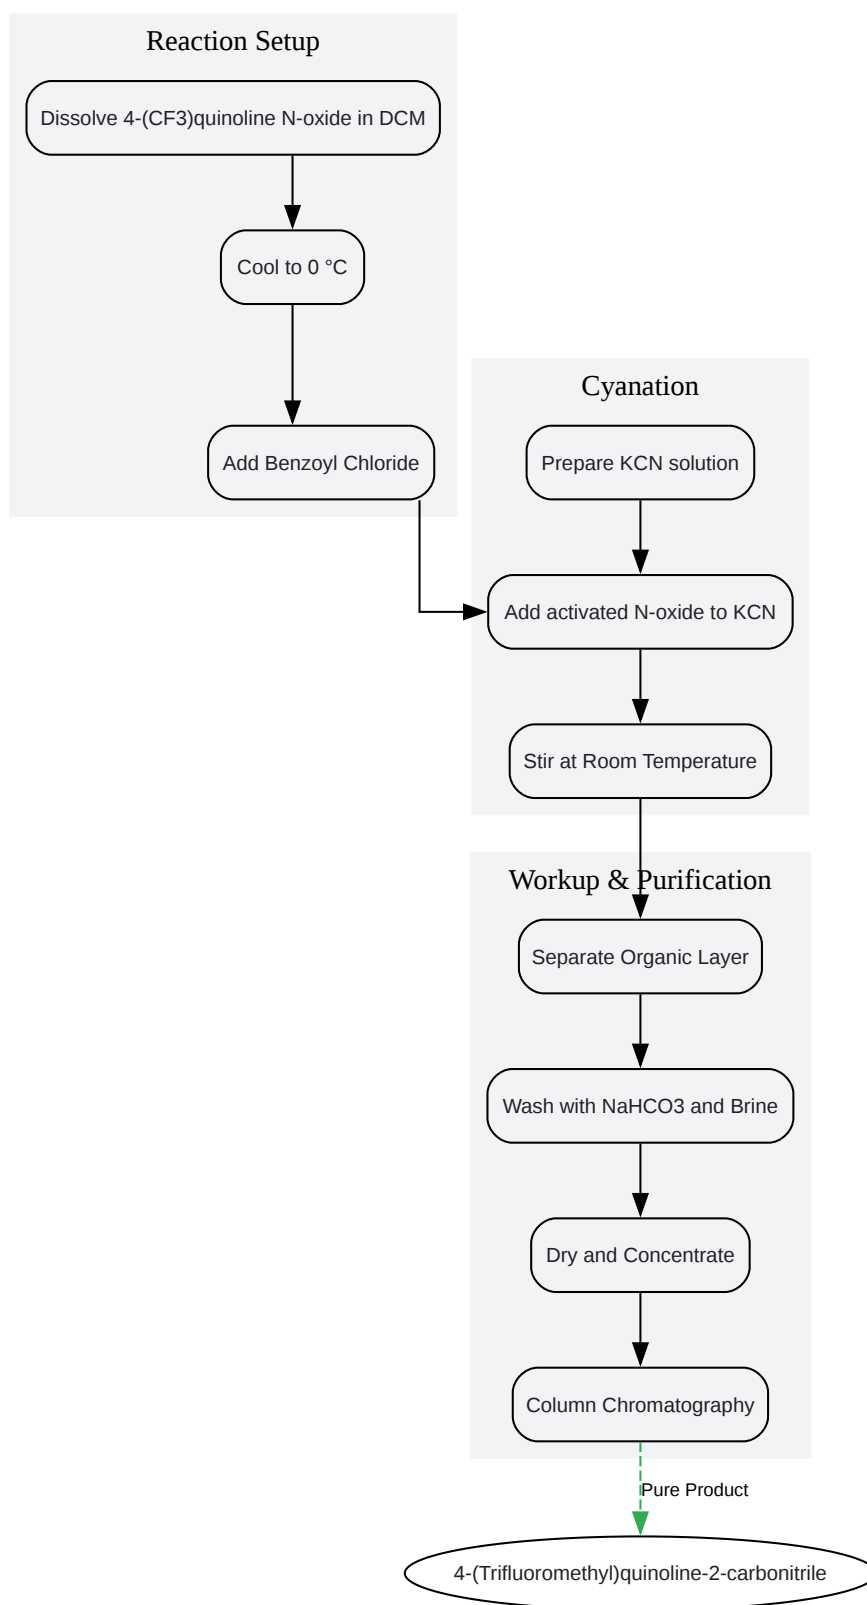 Reaction Setup
Dissolve 4-(CF3)quinoline N-oxide in DCM
Cool to 0 °C
Add Benzoyl Chloride
Cyanation
Prepare KCN solution
Add activated N-oxide to KCN
Stir at Room Temperature
Workup & Purification
Separate Organic Layer
Wash with NaHCO3 and Brine
Dry and Concentrate
Column Chromatography
Pure Product
4-(Trifluoromethyl)quinoline-2-carbonitrile